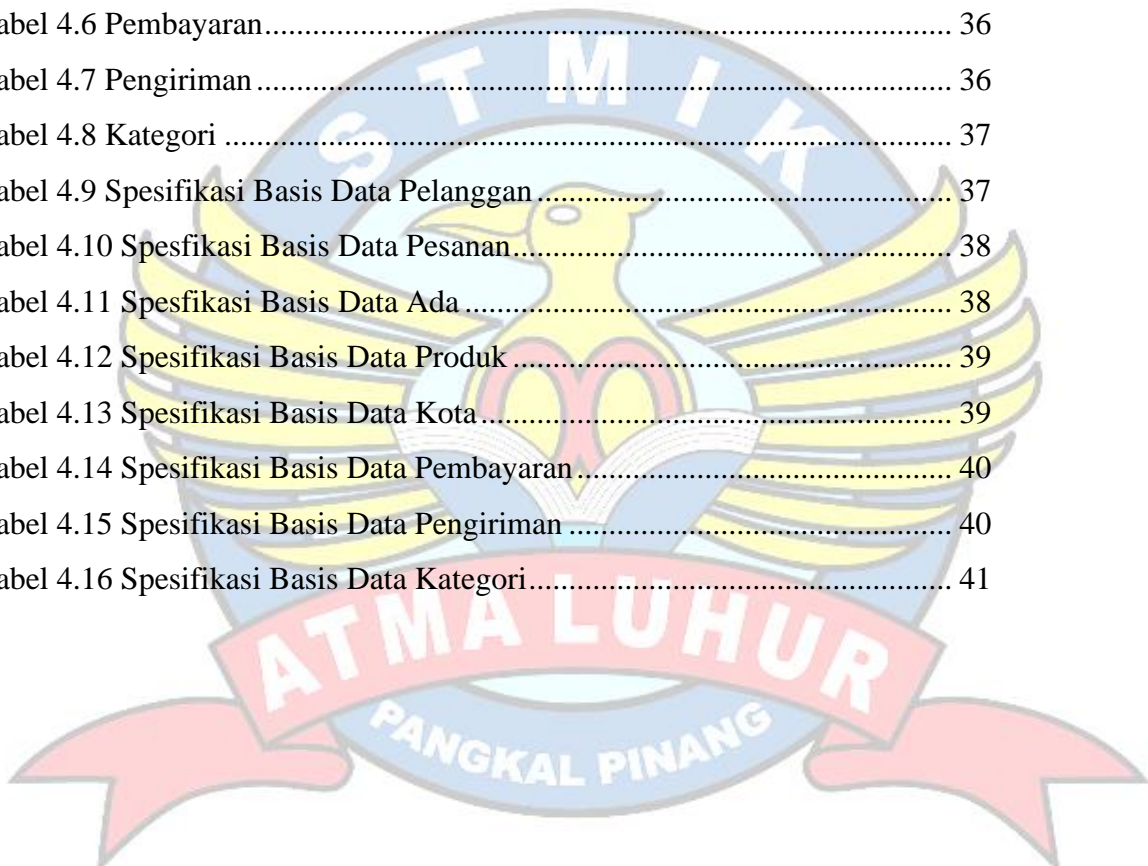 abel 4.6 Pembayaran.......................................................................... 36
abel 4.7 Pengiriman.......................................................................... 36
abel 4.8 Kategori.............................................................................. 37
abel 4.9 Spesifikasi Basis Data Pelanggan............................................ 37
abel 4.10 Spesfikasi Basis Data Pesanan............................................... 38
abel 4.11 Spesfikasi Basis Data Ada.................................................... 38
abel 4.12 Spesifikasi Basis Data Produk............................................... 39
abel 4.13 Spesifikasi Basis Data Kota.................................................. 39
abel 4.14 Spesifikasi Basis Data Pembayaran........................................ 40
abel 4.15 Spesifikasi Basis Data Pengiriman......................................... 40
abel 4.16 Spesifikasi Basis Data Kategori............................................. 41
STMIK
ATMA LUHUR
PANGKAL PINANG